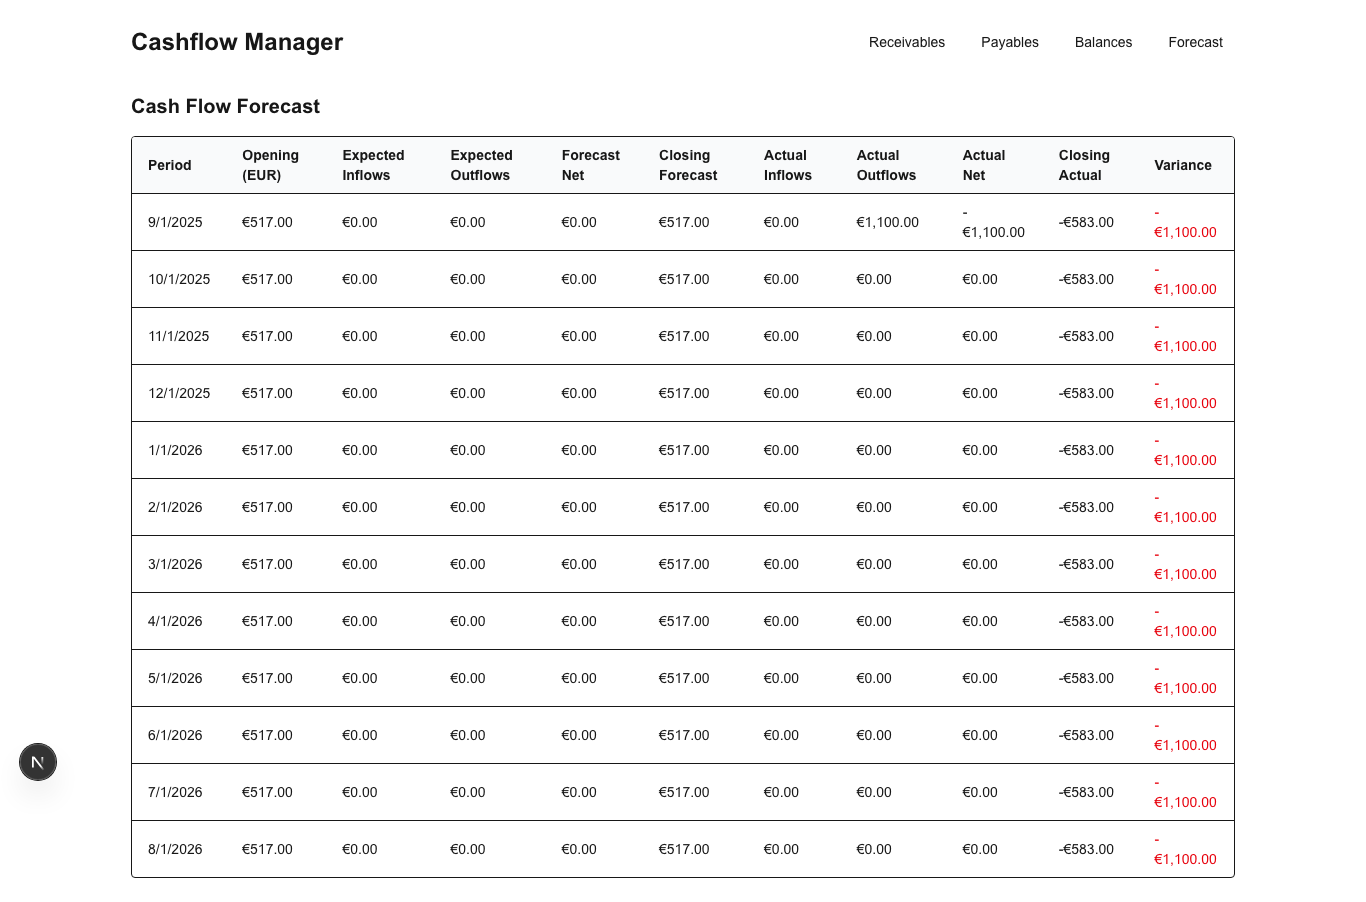 Cashflow Manager Receivables Payables Balances Forecast
Cash Flow Forecast
Period Opening (EUR) Expected Inflows Expected Outflows Forecast Net Closing Forecast Actual Inflows Actual Outflows Actual Net Closing Actual Variance
9/1/2025 €517.00 €0.00 €0.00 €0.00 €517.00 €0.00 €1,100.00 -€1,100.00 -€583.00 -€1,100.00
10/1/2025 €517.00 €0.00 €0.00 €0.00 €517.00 €0.00 €0.00 €0.00 -€583.00 -€1,100.00
11/1/2025 €517.00 €0.00 €0.00 €0.00 €517.00 €0.00 €0.00 €0.00 -€583.00 -€1,100.00
12/1/2025 €517.00 €0.00 €0.00 €0.00 €517.00 €0.00 €0.00 €0.00 -€583.00 -€1,100.00
1/1/2026 €517.00 €0.00 €0.00 €0.00 €517.00 €0.00 €0.00 €0.00 -€583.00 -€1,100.00
2/1/2026 €517.00 €0.00 €0.00 €0.00 €517.00 €0.00 €0.00 €0.00 -€583.00 -€1,100.00
3/1/2026 €517.00 €0.00 €0.00 €0.00 €517.00 €0.00 €0.00 €0.00 -€583.00 -€1,100.00
4/1/2026 €517.00 €0.00 €0.00 €0.00 €517.00 €0.00 €0.00 €0.00 -€583.00 -€1,100.00
5/1/2026 €517.00 €0.00 €0.00 €0.00 €517.00 €0.00 €0.00 €0.00 -€583.00 -€1,100.00
6/1/2026 €517.00 €0.00 €0.00 €0.00 €517.00 €0.00 €0.00 €0.00 -€583.00 -€1,100.00
7/1/2026 €517.00 €0.00 €0.00 €0.00 €517.00 €0.00 €0.00 €0.00 -€583.00 -€1,100.00
8/1/2026 €517.00 €0.00 €0.00 €0.00 €517.00 €0.00 €0.00 €0.00 -€583.00 -€1,100.00
N